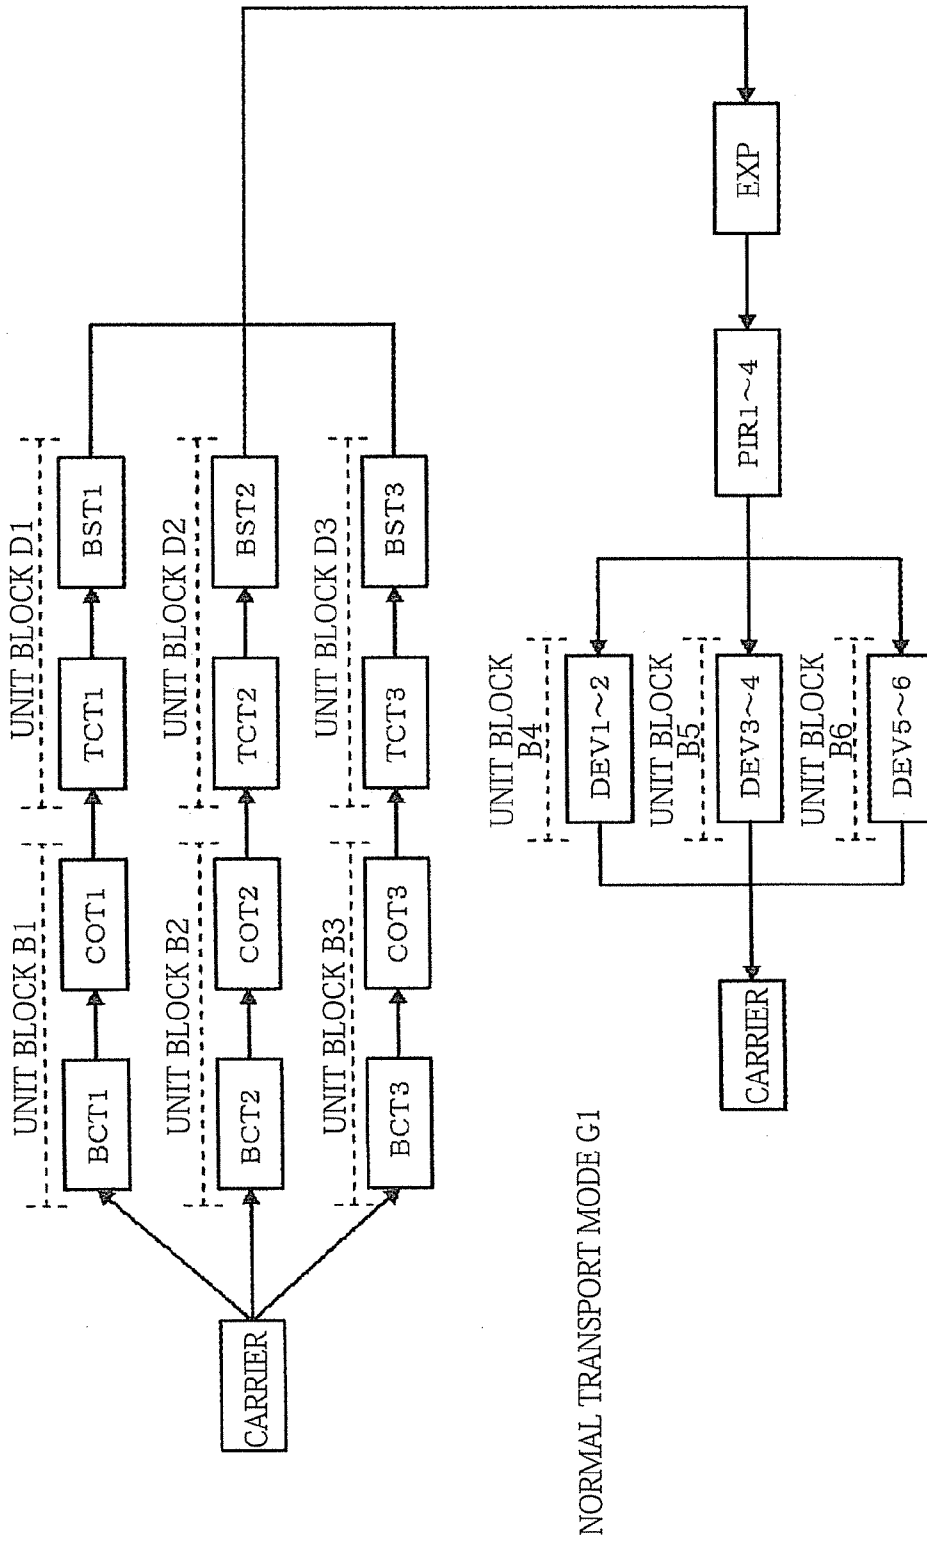 UNIT BLOCK B1
UNIT BLOCK D1
BCT1
COT1
TCT1
BST1
UNIT BLOCK B2
UNIT BLOCK D2
CARRIER
BCT2
COT2
TCT2
BST2
UNIT BLOCK B3
UNIT BLOCK D3
BCT3
COT3
TCT3
BST3
UNIT BLOCK
B4
DEV1~2
UNIT BLOCK
B5
CARRIER
DEV3~4
PIR1~4
EXP
UNIT BLOCK
B6
DEV5~6
NORMAL TRANSPORT MODE G1